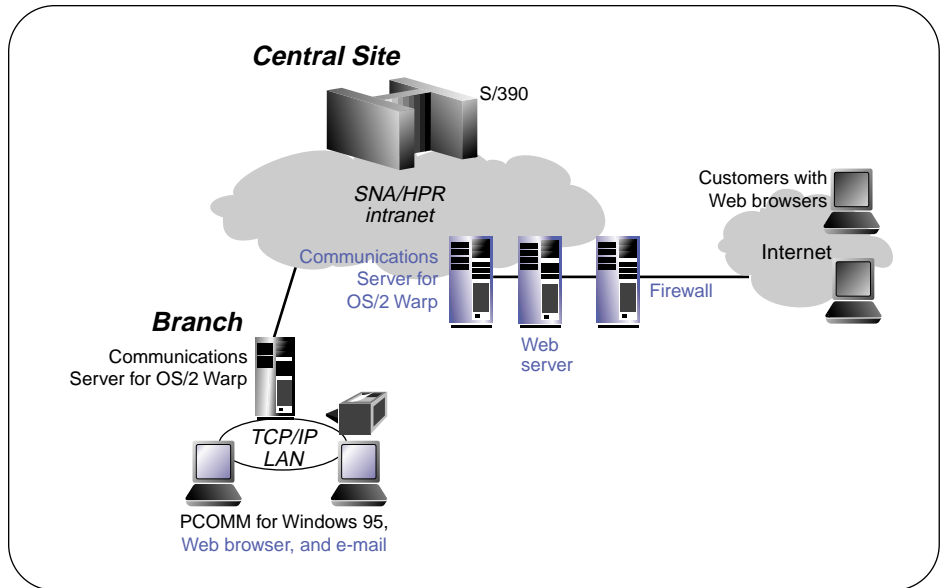 Central Site
S/390
SNA/HPR
intranet
Customers with
Web browsers
Internet
Communications
Server for
OS/2 Warp
Firewall
Web
server
Branch
Communications
Server for OS/2 Warp
TCP/IP
LAN
PCOMM for Windows 95,
Web browser, and e-mail